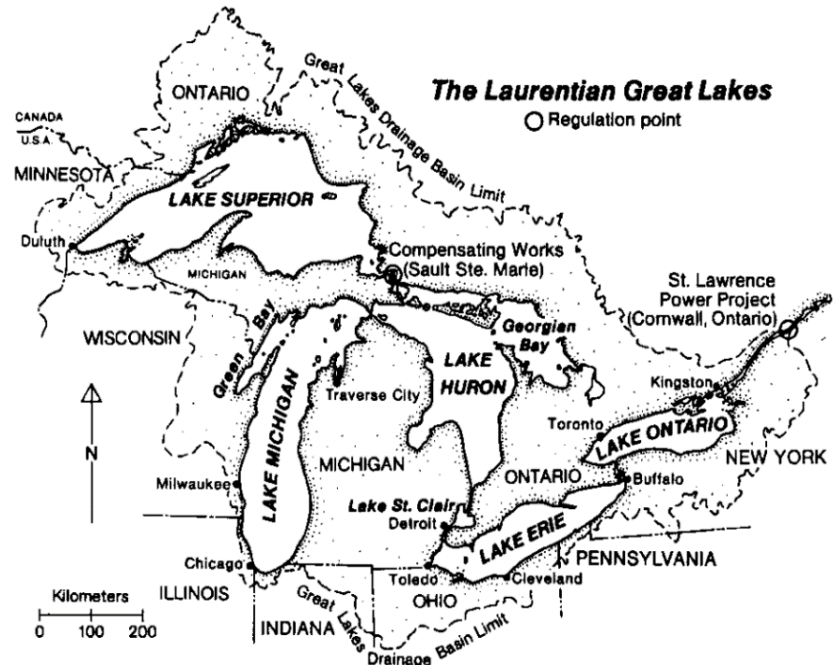 The Laurentian Great Lakes
Regulation point
Great Lakes Drainage Basin Limit
ONTARIO
CANADA
U.S.A.
MINNESOTA
LAKE SUPERIOR
Duluth
MICHIGAN
Compensating Works
(Sault Ste. Marie)
St. Lawrence
Power Project
(Cornwall, Ontario)
WISCONSIN
Green Bay
Georgian
Bay
LAKE
HURON
Traverse City
Kingston
Toronto
LAKE ONTARIO
N
LAKE MICHIGAN
MICHIGAN
ONTARIO
NEW YORK
Milwaukee
Buffalo
Lake St. Clair
Detroit
LAKE ERIE
PENNSYLVANIA
Chicago
Toledo
Cleveland
ILLINOIS
OHIO
Kilometers
0 100 200
INDIANA
Great Lakes Drainage Basin Limit